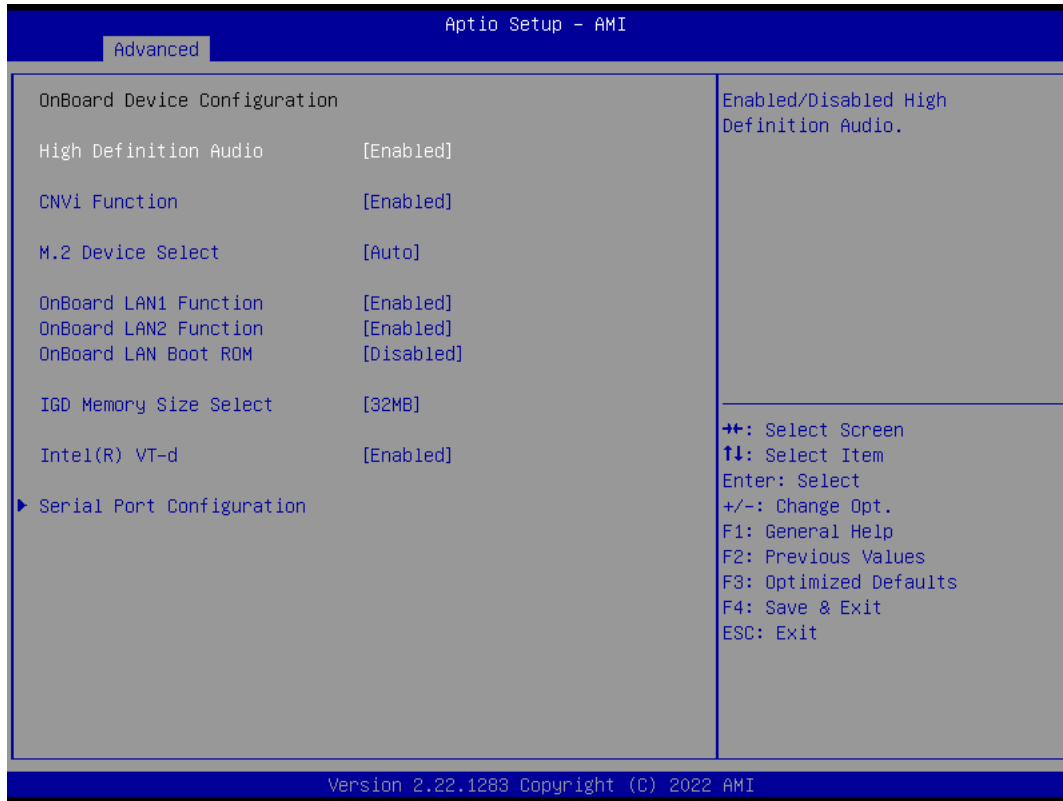 Aptio Setup – AMI
Advanced
OnBoard Device Configuration
High Definition Audio [Enabled]
CNVi Function [Enabled]
M.2 Device Select [Auto]
OnBoard LAN1 Function [Enabled]
OnBoard LAN2 Function [Enabled]
OnBoard LAN Boot ROM [Disabled]
IGD Memory Size Select [32MB]
Intel(R) VT-d [Enabled]
▶ Serial Port Configuration
Enabled/Disabled High
Definition Audio.
→←: Select Screen
↑↓: Select Item
Enter: Select
+/-: Change Opt.
F1: General Help
F2: Previous Values
F3: Optimized Defaults
F4: Save & Exit
ESC: Exit
Version 2.22.1283 Copyright (C) 2022 AMI